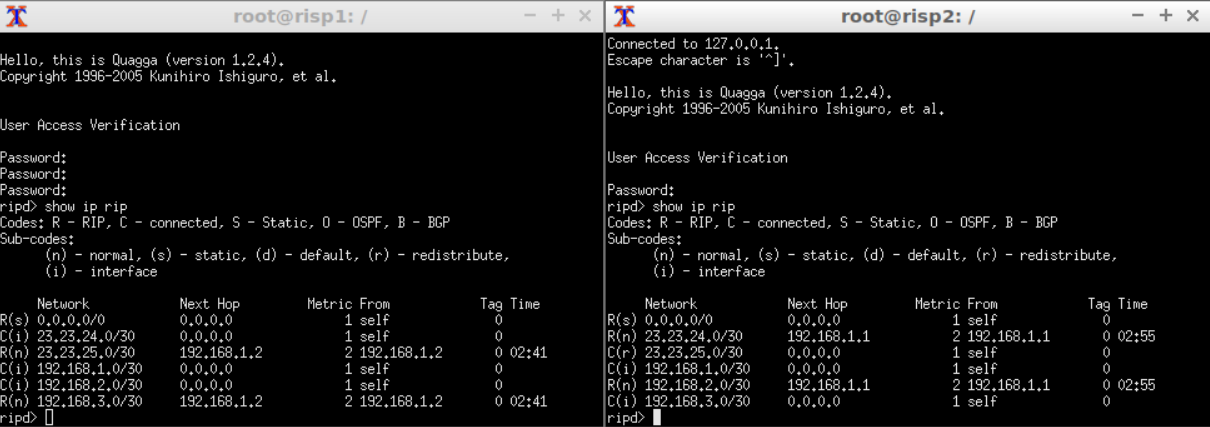 root@risp1: /
Hello, this is Quagga (version 1.2.4).
Copyright 1996-2005 Kunihiro Ishiguro, et al.
User Access Verification
Password:
Password:
Password:
ripd> show ip rip
Codes: R - RIP, C - connected, S - Static, O - OSPF, B - BGP
Sub-codes:
(n) - normal, (s) - static, (d) - default, (r) - redistribute,
(i) - interface
Network Next Hop Metric From Tag Time
R(s) 0.0.0.0/0 0.0.0.0 1 self 0
C(i) 23.23.24.0/30 0.0.0.0 1 self 0
R(n) 23.23.25.0/30 192.168.1.2 2 192.168.1.2 0 02:41
C(i) 192.168.1.0/30 0.0.0.0 1 self 0
C(i) 192.168.2.0/30 0.0.0.0 1 self 0
R(n) 192.168.3.0/30 192.168.1.2 2 192.168.1.2 0 02:41
ripd>
root@risp2: /
Connected to 127.0.0.1.
Escape character is '^]'.
Hello, this is Quagga (version 1.2.4).
Copyright 1996-2005 Kunihiro Ishiguro, et al.
User Access Verification
Password:
ripd> show ip rip
Codes: R - RIP, C - connected, S - Static, O - OSPF, B - BGP
Sub-codes:
(n) - normal, (s) - static, (d) - default, (r) - redistribute,
(i) - interface
Network Next Hop Metric From Tag Time
R(s) 0.0.0.0/0 0.0.0.0 1 self 0
R(n) 23.23.24.0/30 192.168.1.1 2 192.168.1.1 0 02:55
C(r) 23.23.25.0/30 0.0.0.0 1 self 0
C(i) 192.168.1.0/30 0.0.0.0 1 self 0
R(n) 192.168.2.0/30 192.168.1.1 2 192.168.1.1 0 02:55
C(i) 192.168.3.0/30 0.0.0.0 1 self 0
ripd>